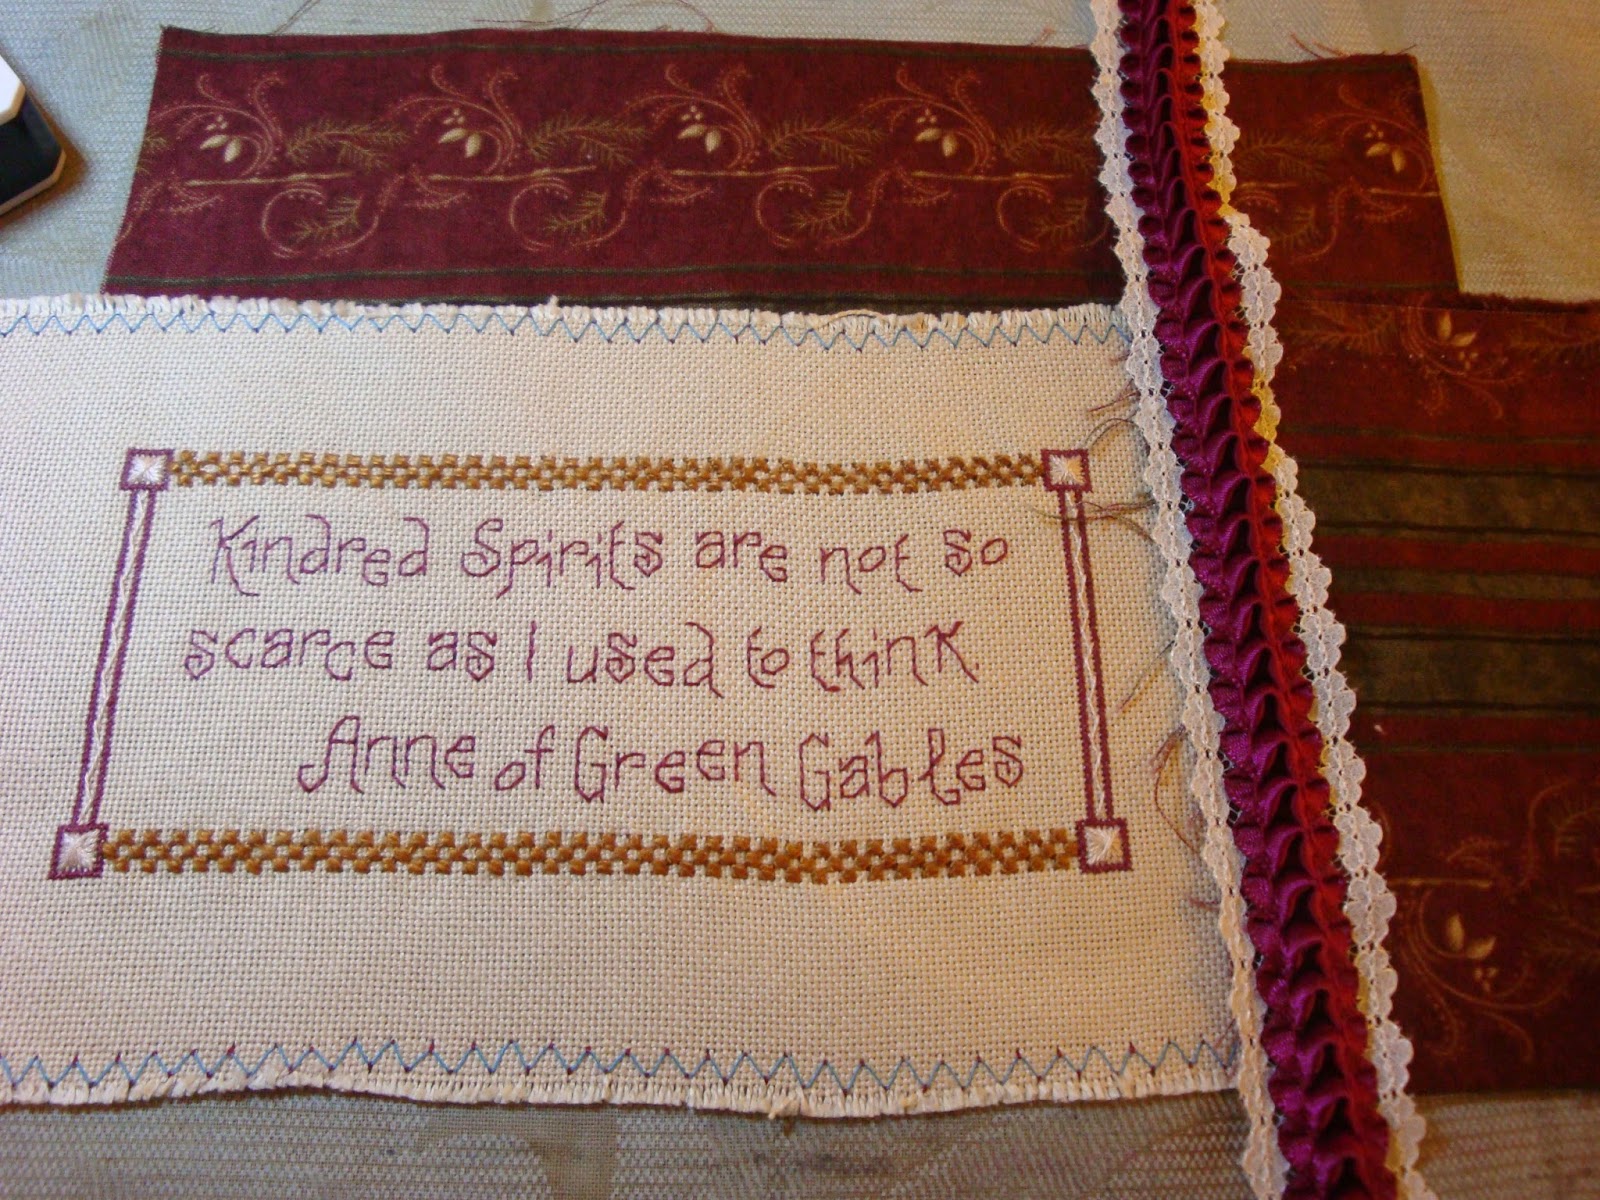 Kindred Spirits are not so
scarce as I used to think
Anne of Green Gables